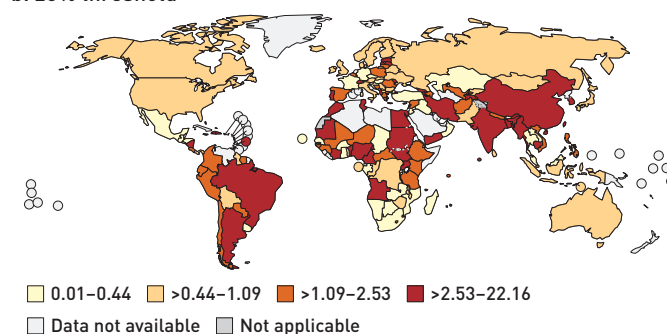 0.01–0.44 >0.44–1.09 >1.09–2.53 >2.53–22.16
Data not available Not applicable